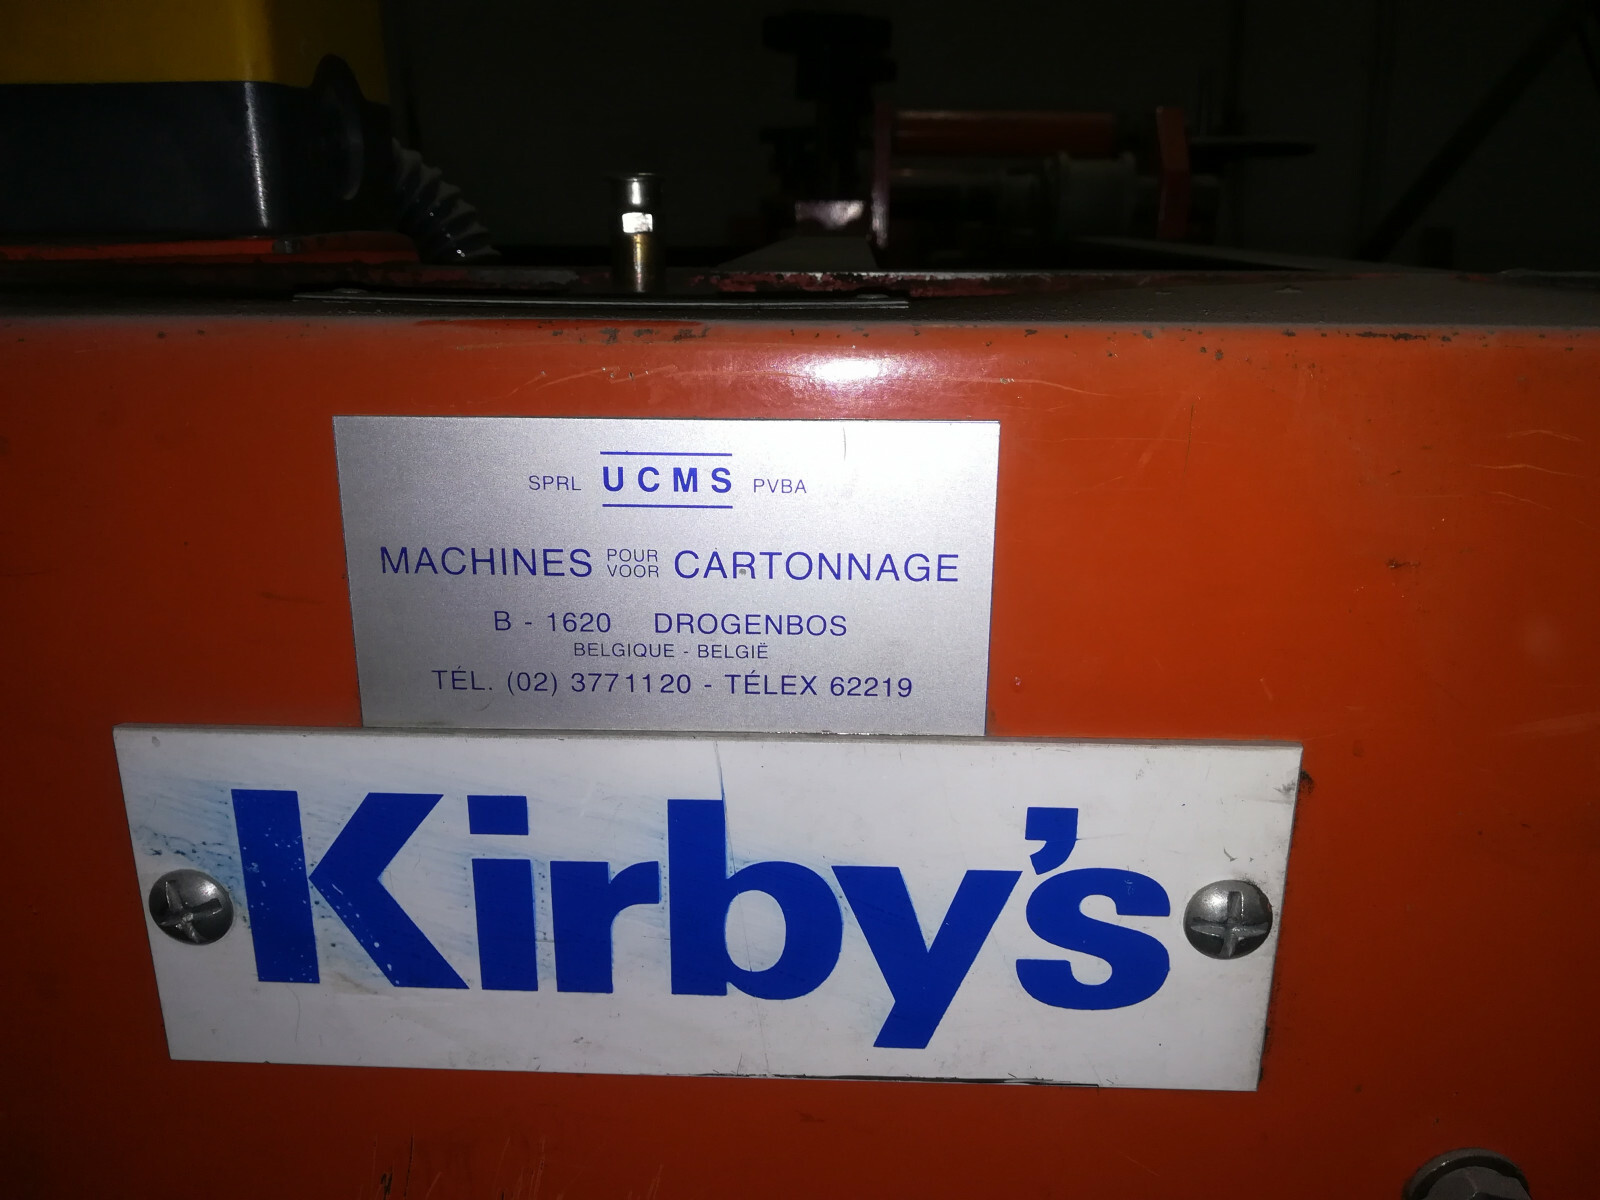 SPRL UCMS PVBA
MACHINES POUR VOOR CARTONNAGE
B - 1620 DROGENBOS
BELGIQUE - BELGIË
TÉL. (02) 3771120 - TÉLEX 62219
Kirby's